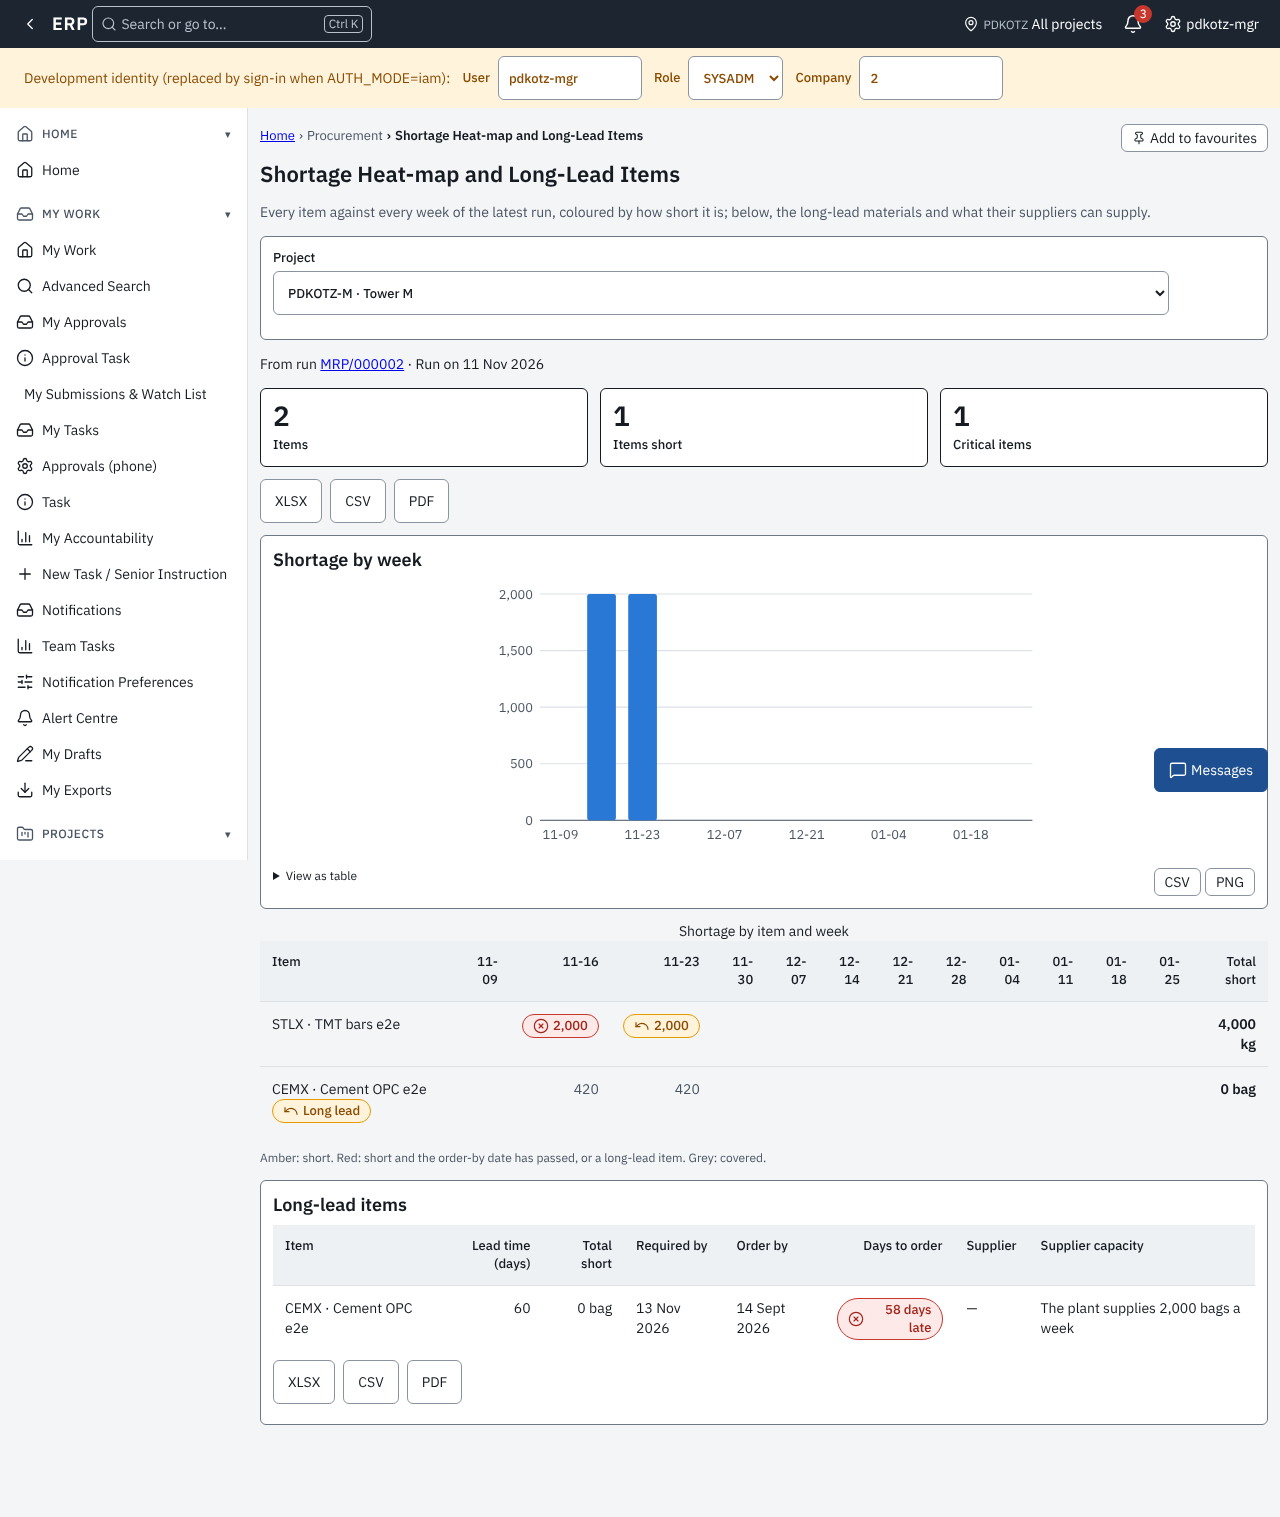 ERP
Search or go to...
Ctrl K
PDKOTZ All projects
3
pdkotz-mgr
Development identity (replaced by sign-in when AUTH_MODE=iam):
User
pdkotz-mgr
Role
SYSADM
Company
2
HOME
Home
MY WORK
My Work
Advanced Search
My Approvals
Approval Task
My Submissions & Watch List
My Tasks
Approvals (phone)
Task
My Accountability
New Task / Senior Instruction
Notifications
Team Tasks
Notification Preferences
Alert Centre
My Drafts
My Exports
PROJECTS
Home › Procurement › Shortage Heat-map and Long-Lead Items
Add to favourites
Shortage Heat-map and Long-Lead Items
Every item against every week of the latest run, coloured by how short it is; below, the long-lead materials and what their suppliers can supply.
Project
PDKOTZ-M · Tower M
From run MRP/000002 · Run on 11 Nov 2026
2
Items
1
Items short
1
Critical items
XLSX
CSV
PDF
Shortage by week
2,000
1,500
1,000
500
0
11-09
11-23
12-07
12-21
01-04
01-18
Messages
View as table
CSV
PNG
Shortage by item and week
Item
11-09
11-16
11-23
11-30
12-07
12-14
12-21
12-28
01-04
01-11
01-18
01-25
Total short
STLX · TMT bars e2e
2,000
2,000
4,000 kg
CEMX · Cement OPC e2e
Long lead
420
420
0 bag
Amber: short. Red: short and the order-by date has passed, or a long-lead item. Grey: covered.
Long-lead items
Item
Lead time (days)
Total short
Required by
Order by
Days to order
Supplier
Supplier capacity
CEMX · Cement OPC e2e
60
0 bag
13 Nov 2026
14 Sept 2026
58 days late
—
The plant supplies 2,000 bags a week
XLSX
CSV
PDF